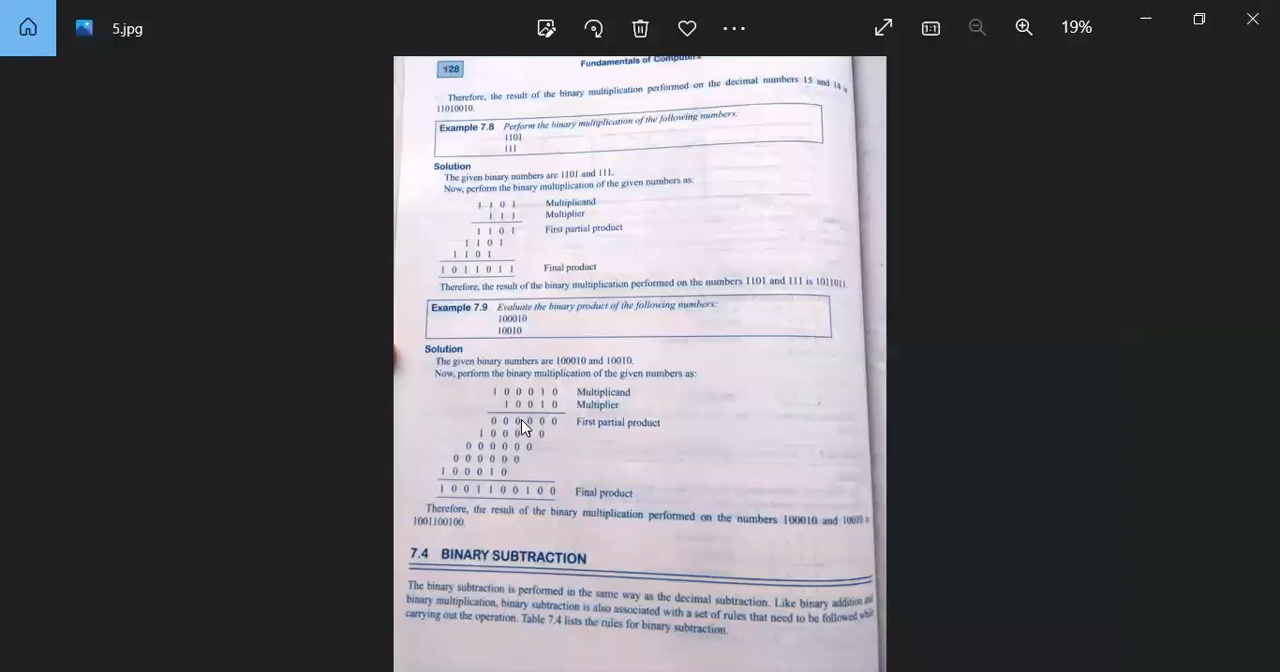 5.jpg
19%
128
Fundamentals of Computers
Therefore, the result of the binary multiplication performed on the decimal numbers 15 and 14 is
11010010.
Example 7.8 Perform the binary multiplication of the following numbers:
1101
111
Solution
The given binary numbers are 1101 and 111.
Now, perform the binary multiplication of the given numbers as:
1 1 0 1 Multiplicand
1 1 1 Multiplier
1 1 0 1 First partial product
1 1 0 1
1 1 0 1
1 0 1 1 0 1 1 Final product
Therefore, the result of the binary multiplication performed on the numbers 1101 and 111 is 1011011.
Example 7.9 Evaluate the binary product of the following numbers:
100010
10010
Solution
The given binary numbers are 100010 and 10010.
Now, perform the binary multiplication of the given numbers as:
1 0 0 0 1 0 Multiplicand
1 0 0 1 0 Multiplier
0 0 0 0 0 0 First partial product
1 0 0 0 1 0
0 0 0 0 0 0
0 0 0 0 0 0
1 0 0 0 1 0
1 0 0 1 1 0 0 1 0 0 Final product
Therefore, the result of the binary multiplication performed on the numbers 100010 and 10010 is
1001100100.
7.4 BINARY SUBTRACTION
The binary subtraction is performed in the same way as the decimal subtraction. Like binary addition and
binary multiplication, binary subtraction is also associated with a set of rules that need to be followed while
carrying out the operation. Table 7.4 lists the rules for binary subtraction.